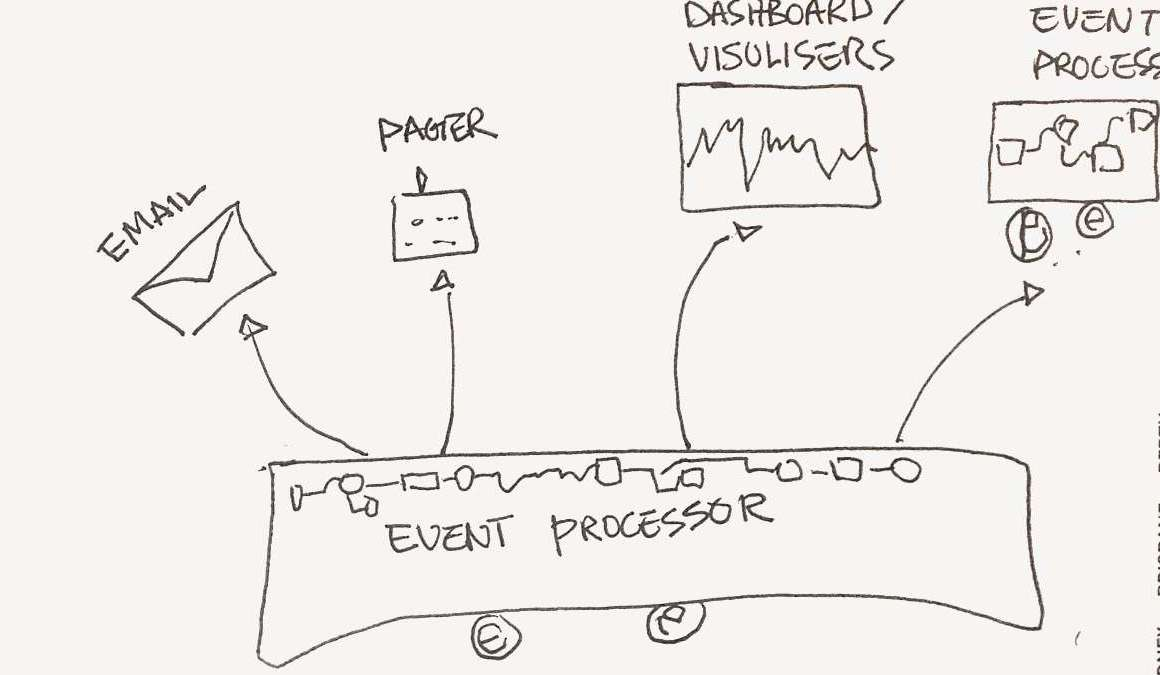 DASHBOARD/
VISULISERS
EVENT
PROCESS
PAGER
EMAIL
e
EVENT PROCESSOR
e
e